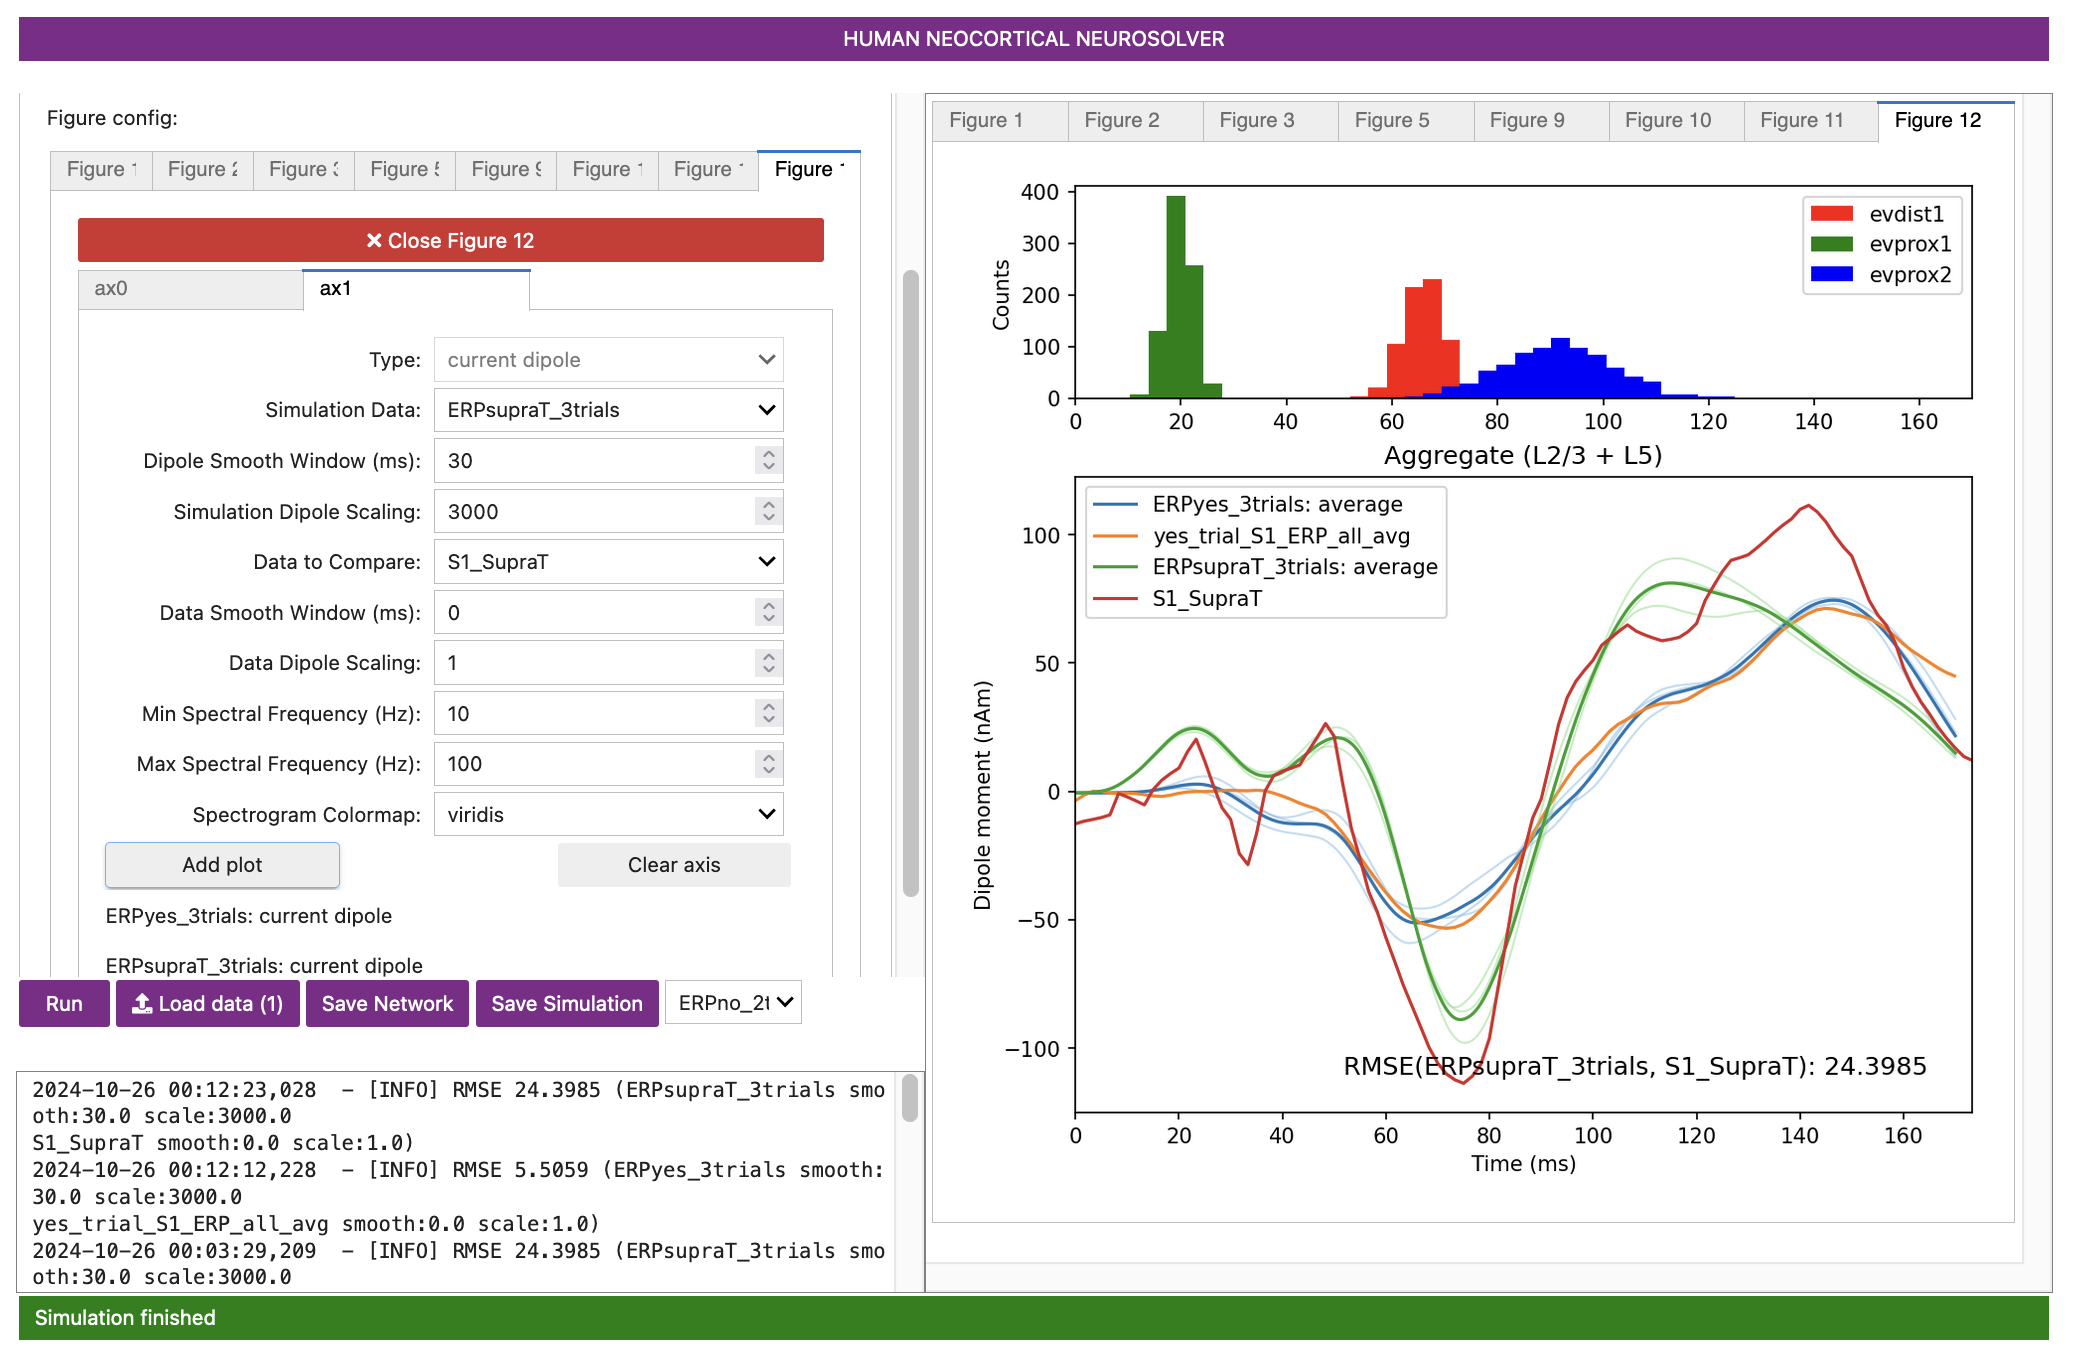 HUMAN NEOCORTICAL NEUROSOLVER
Figure config:
Figure 1 Figure 2 Figure 3 Figure 5 Figure 9 Figure 1 Figure Figure
Close Figure 12
ax0 ax1
Type: current dipole
Simulation Data: ERPsupraT_3trials
Dipole Smooth Window (ms): 30
Simulation Dipole Scaling: 3000
Data to Compare: S1_SupraT
Data Smooth Window (ms): 0
Data Dipole Scaling: 1
Min Spectral Frequency (Hz): 10
Max Spectral Frequency (Hz): 100
Spectrogram Colormap: viridis
Add plot Clear axis
ERPyes_3trials: current dipole
ERPsupraT_3trials: current dipole
Run Load data (1) Save Network Save Simulation ERPno_2t
2024-10-26 00:12:23,028 - [INFO] RMSE 24.3985 (ERPsupraT_3trials smo
oth:30.0 scale:3000.0
S1_SupraT smooth:0.0 scale:1.0)
2024-10-26 00:12:12,228 - [INFO] RMSE 5.5059 (ERPyes_3trials smooth:
30.0 scale:3000.0
yes_trial_S1_ERP_all_avg smooth:0.0 scale:1.0)
2024-10-26 00:03:29,209 - [INFO] RMSE 24.3985 (ERPsupraT_3trials smo
oth:30.0 scale:3000.0
Figure 1 Figure 2 Figure 3 Figure 5 Figure 9 Figure 10 Figure 11 Figure 12
400
300
200
100
0
Counts
evdist1
evprox1
evprox2
0 20 40 60 80 100 120 140 160
Aggregate (L2/3 + L5)
ERPyes_3trials: average
yes_trial_S1_ERP_all_avg
ERPsupraT_3trials: average
S1_SupraT
100
50
0
−50
−100
Dipole moment (nAm)
RMSE(ERPsupraT_3trials, S1_SupraT): 24.3985
0 20 40 60 80 100 120 140 160
Time (ms)
Simulation finished